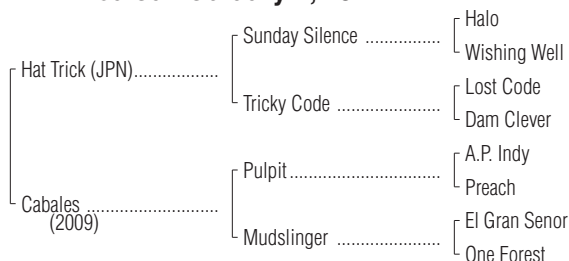 Halo
Sunday Silence
Wishing Well
Hat Trick (JPN)
Lost Code
Tricky Code
Dam Clever
A.P. Indy
Pulpit
Preach
Cabales
(2009)
El Gran Senor
Mudslinger
One Forest